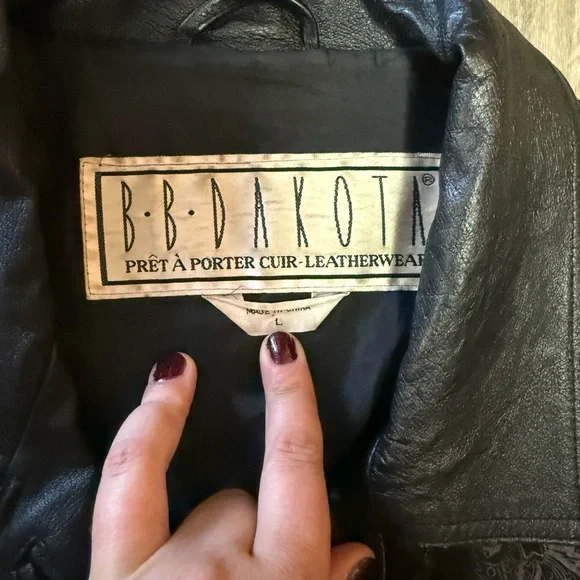 B·B·DAKOTA®
PRÊT À PORTER CUIR-LEATHERWEAR
MADE IN CHINA
L